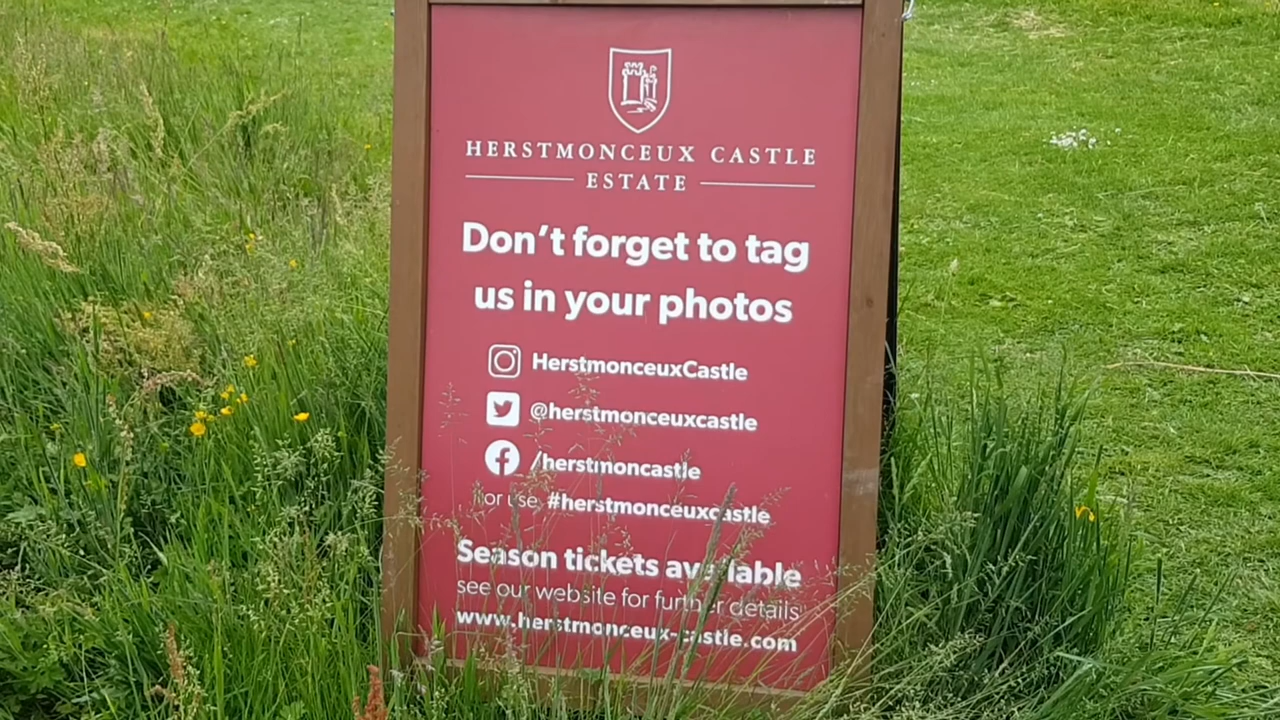 HERSTMONCEUX CASTLE
ESTATE
Don't forget to tag
us in your photos
HerstmonceuxCastle
@herstmonceuxcastle
/herstmoncastle
or use #herstmonceuxcastle
Season tickets available
see our website for further details
www.herstmonceux-castle.com